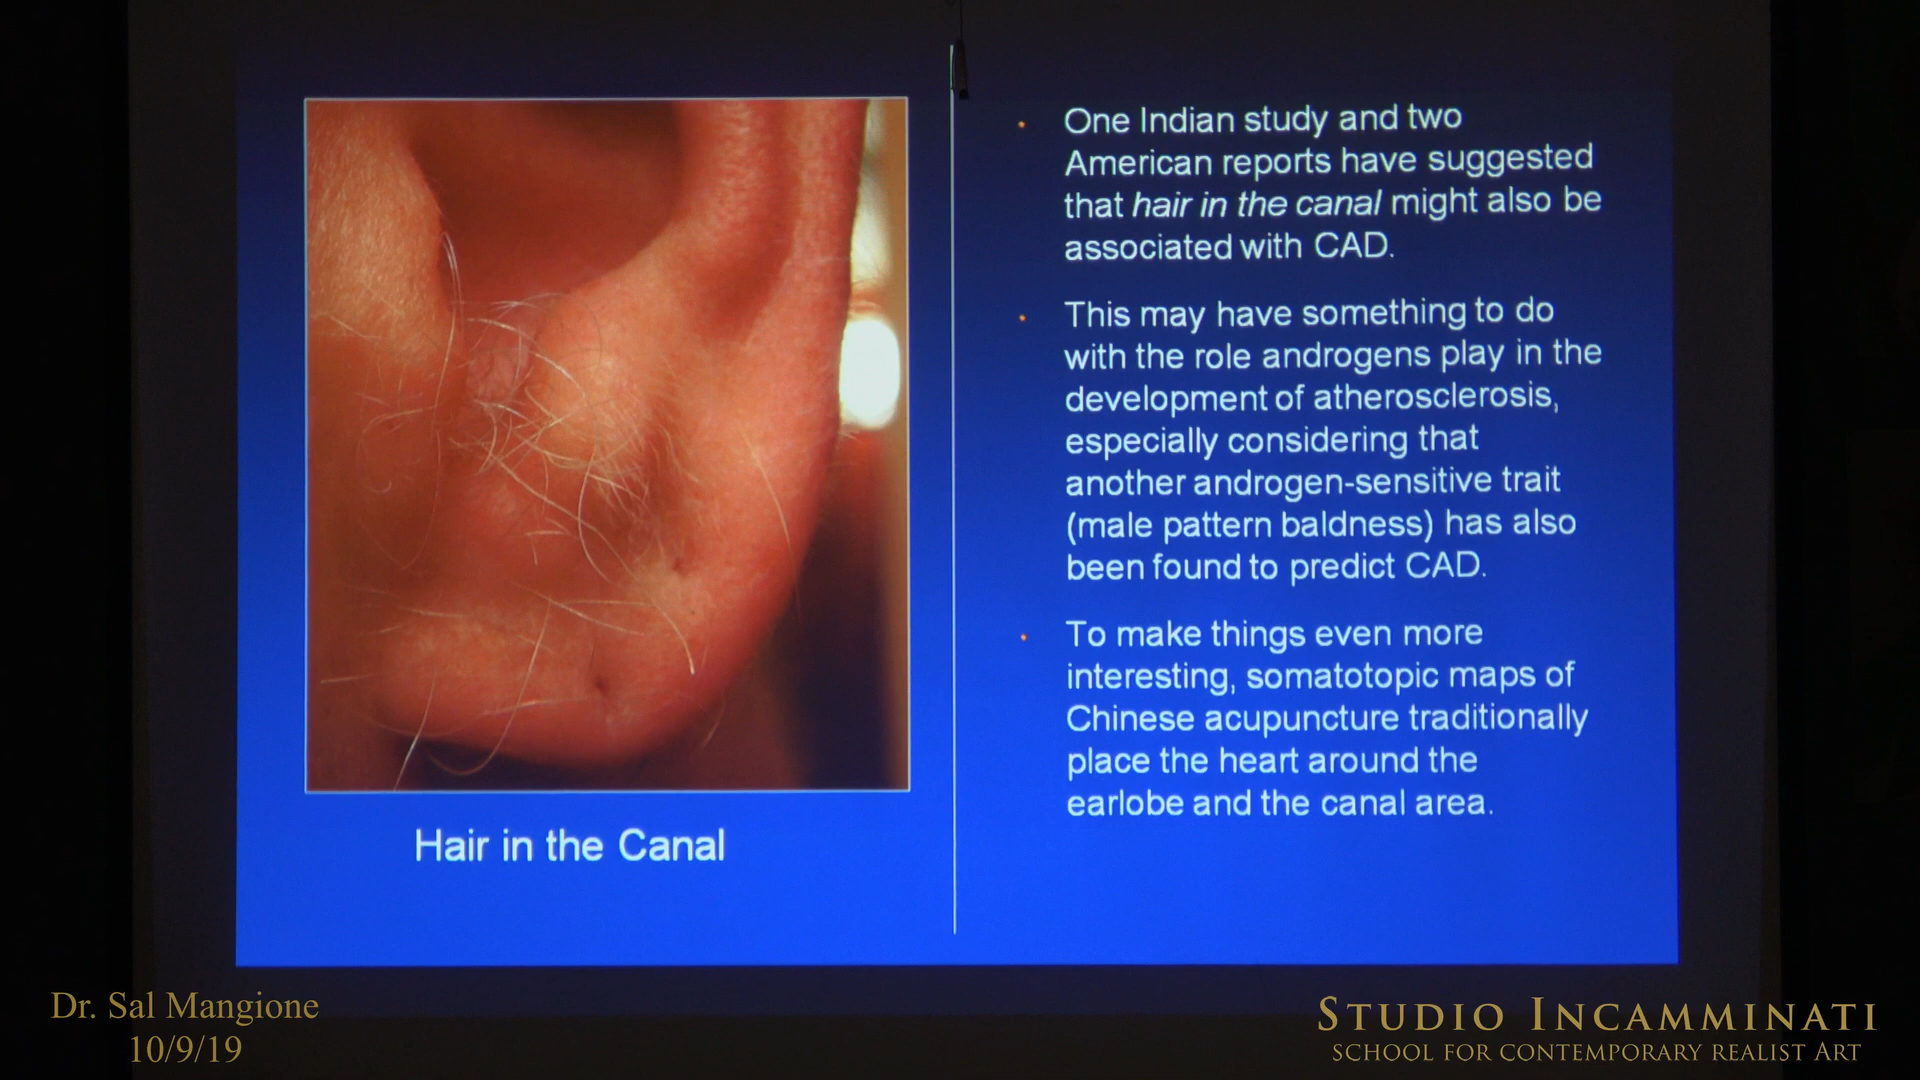 One Indian study and two
American reports have suggested
that hair in the canal might also be
associated with CAD.
This may have something to do
with the role androgens play in the
development of atherosclerosis,
especially considering that
another androgen-sensitive trait
(male pattern baldness) has also
been found to predict CAD.
To make things even more
interesting, somatotopic maps of
Chinese acupuncture traditionally
place the heart around the
earlobe and the canal area.
Hair in the Canal
Dr. Sal Mangione
10/9/19
STUDIO INCAMMINATI
SCHOOL FOR CONTEMPORARY REALIST ART